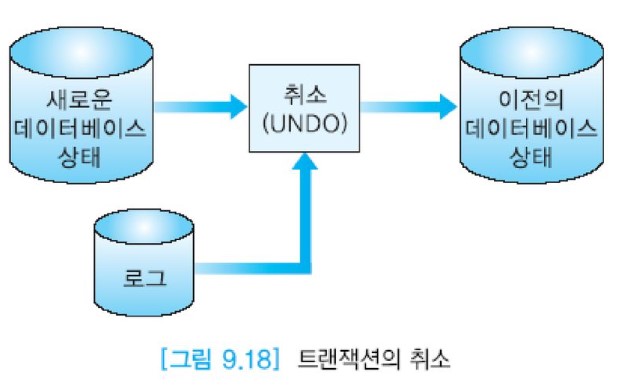 새로운
데이터베이스
상태
취소
(UNDO)
이전의
데이터베이스
상태
로그
[그림 9.18] 트랜잭션의 취소